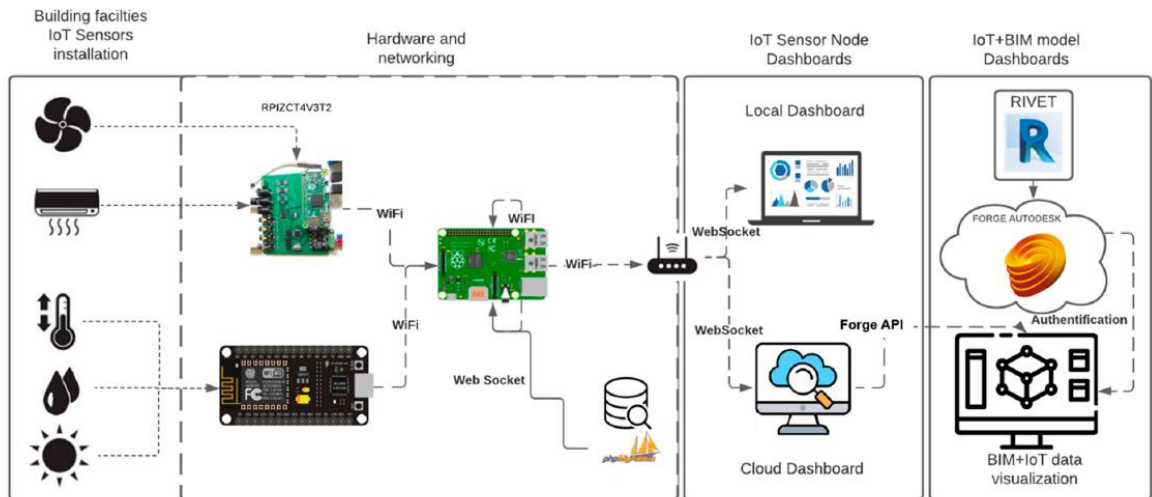 Building facilties
IoT Sensors
installation
Hardware and
networking
IoT Sensor Node
Dashboards
IoT+BIM model
Dashboards
RPIZCT4V3T2
WiFi
WiFI
WiFi
WiFi
Web Socket
Local Dashboard
WebSocket
WebSocket
Forge API
Cloud Dashboard
RIVET
R
FORGE AUTODESK
Authentification
BIM+IoT data
visualization